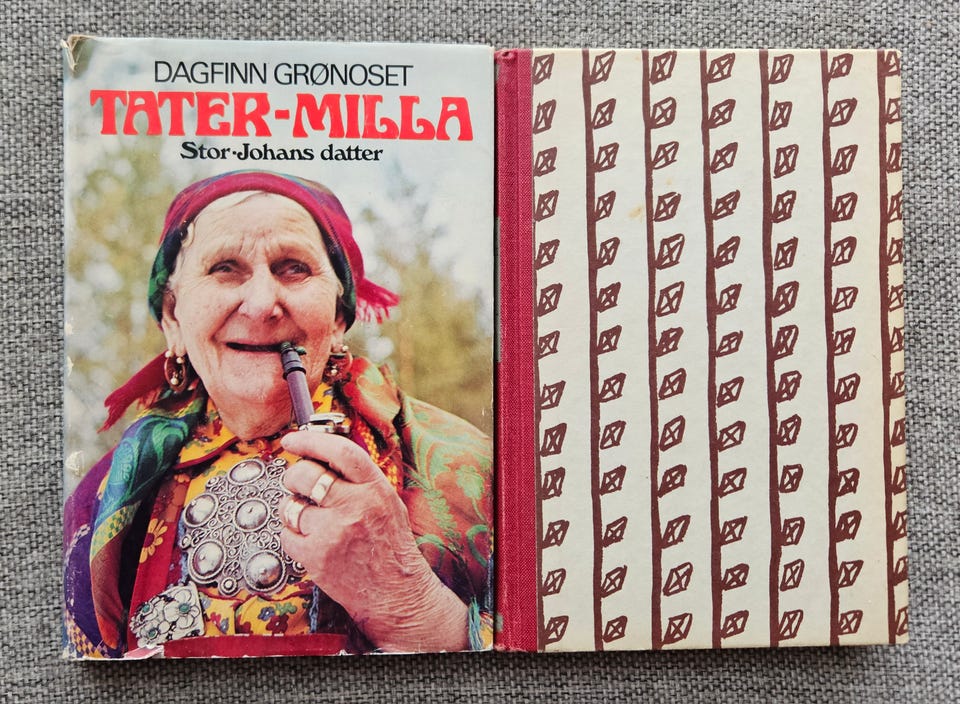 DAGFINN GRØNOSET
TATER-MILLA
Stor-Johans datter